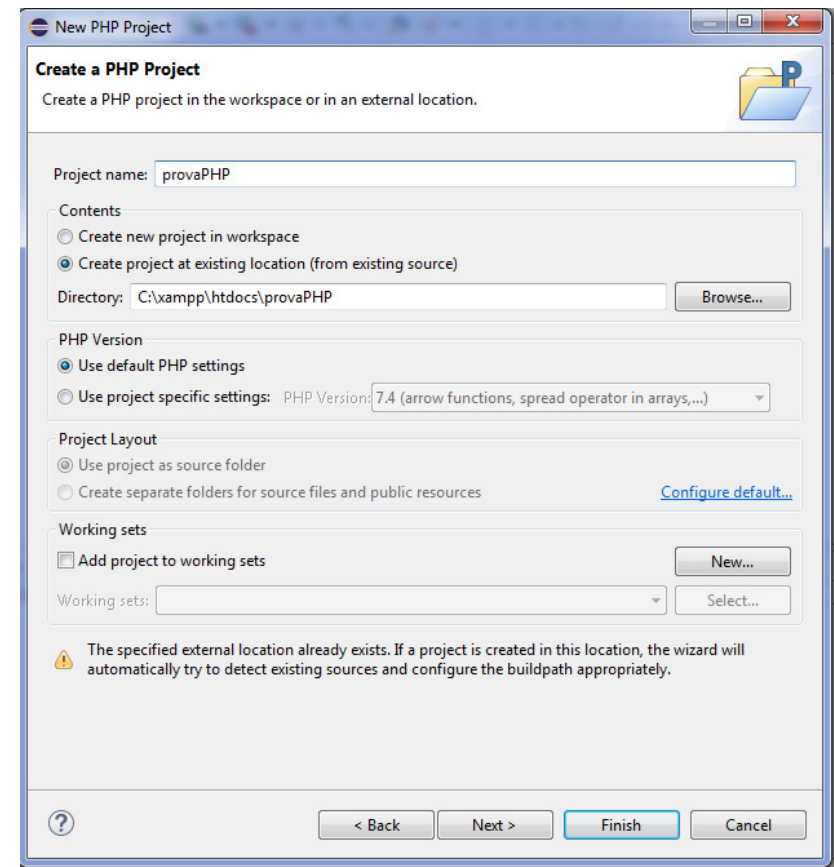 New PHP Project
Create a PHP Project
Create a PHP project in the workspace or in an external location.
Project name: provaPHP
Contents
Create new project in workspace
Create project at existing location (from existing source)
Directory: C:\xampp\htdocs\provaPHP Browse...
PHP Version
Use default PHP settings
Use project specific settings: PHP Version: 7.4 (arrow functions, spread operator in arrays,...)
Project Layout
Use project as source folder
Create separate folders for source files and public resources Configure default...
Working sets
Add project to working sets New...
Working sets: Select...
The specified external location already exists. If a project is created in this location, the wizard will
automatically try to detect existing sources and configure the buildpath appropriately.
< Back Next > Finish Cancel